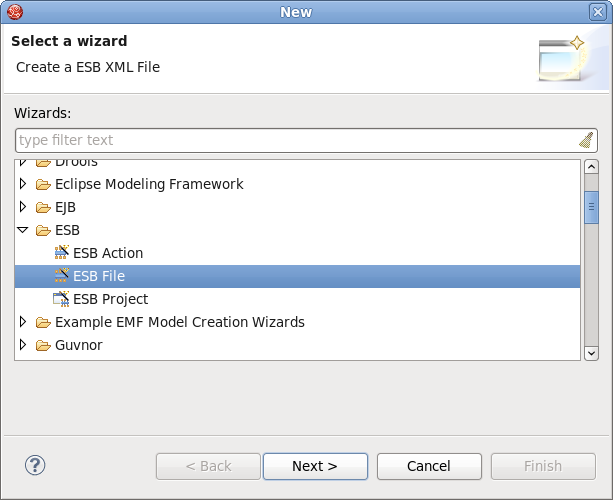 New
Select a wizard
Create a ESB XML File
Wizards:
type filter text
Drools
Eclipse Modeling Framework
EJB
ESB
ESB Action
ESB File
ESB Project
Example EMF Model Creation Wizards
Guvnor
?
< Back
Next >
Cancel
Finish